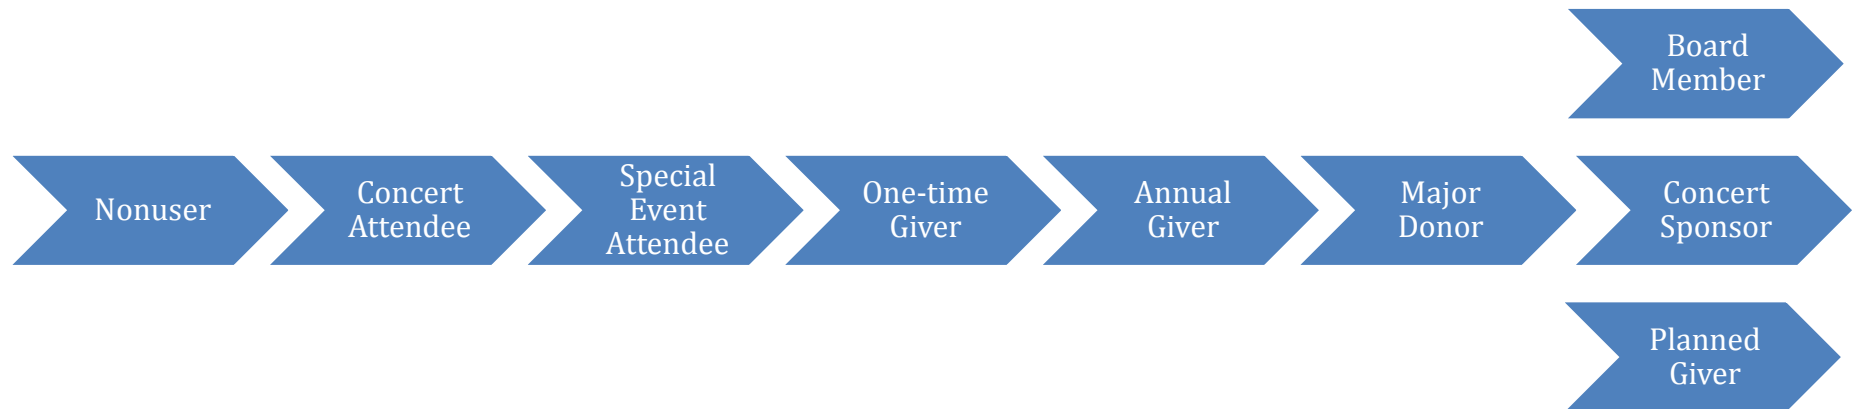 Board
Member
Nonuser
Concert
Attendee
Special
Event
Attendee
One-time
Giver
Annual
Giver
Major
Donor
Concert
Sponsor
Planned
Giver